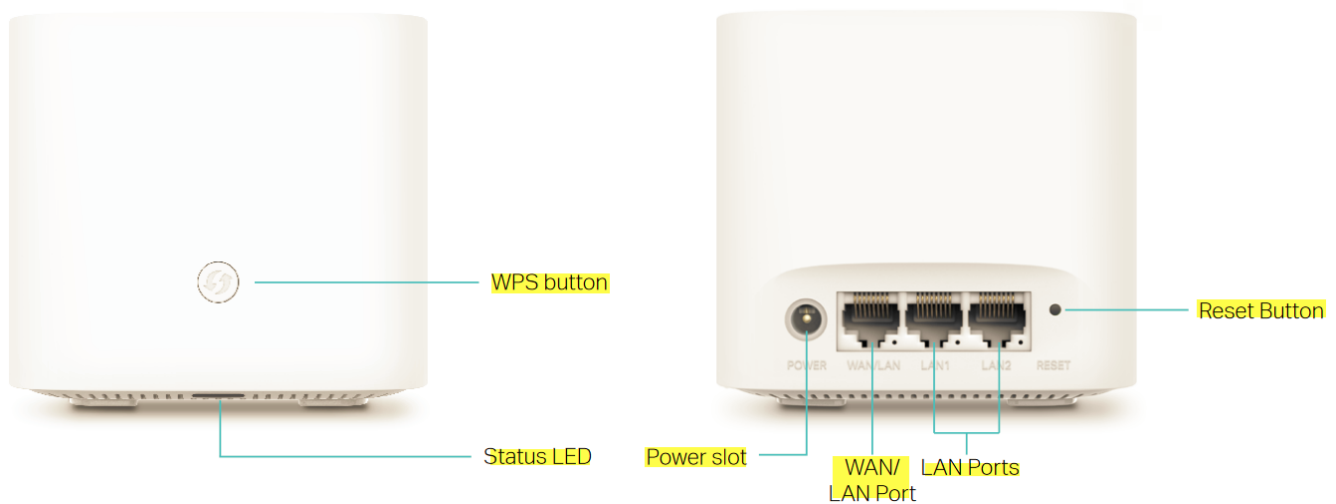 WPS button
Status LED
POWER
WAN/LAN
LAN1
LAN2
RESET
Reset Button
Power slot
WAN/
LAN Port
LAN Ports